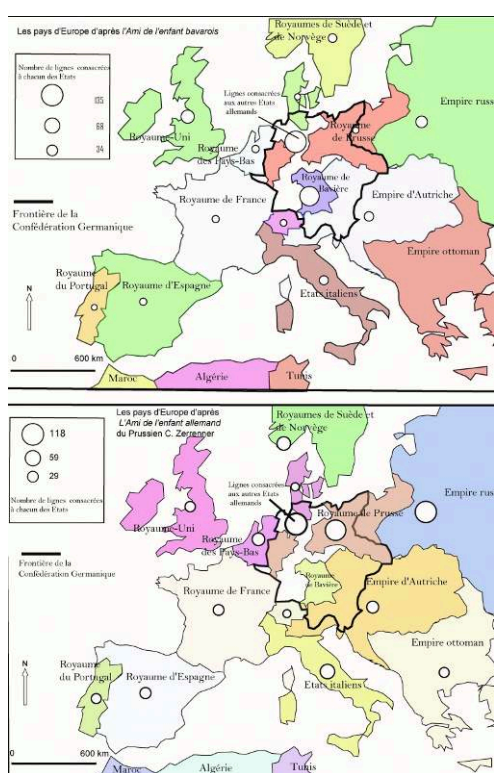 Les pays d'Europe d'après l'Ami de l'enfant bavarois
Nombre de lignes consacrées
à chacun des Etats
135
68
34
Frontière de la
Confédération Germanique
N
600 km
0
Royaumes de Suède et
de Norvège
Lignes consacrées
aux autres Etats
allemands
Empire russe
Royaume-Uni
Royaume
des Pays-Bas
Royaume
de Prusse
Royaume de
Bavière
Royaume de France
Empire d'Autriche
Empire ottoman
Royaume
du Portugal
Royaume d'Espagne
Etats italiens
Maroc
Algérie
Tunis
Les pays d'Europe d'après
L'Ami de l'enfant allemand
du Prussien C. Zerrenner
118
59
29
Nombre de lignes consacrées
à chacun des Etats
Frontière de la
Confédération Germanique
N
0
600 km
Royaumes de Suède et
de Norvège
Lignes consacrées
aux autres Etats
allemands
Empire rus
Royaume-Uni
Royaume
des Pays-Bas
Royaume de Prusse
Royaume
de Bavière
Royaume de France
Empire d'Autriche
Empire ottoman
Royaume
du Portugal
Royaume d'Espagne
Etats italiens
Maroc
Algérie
Tunis